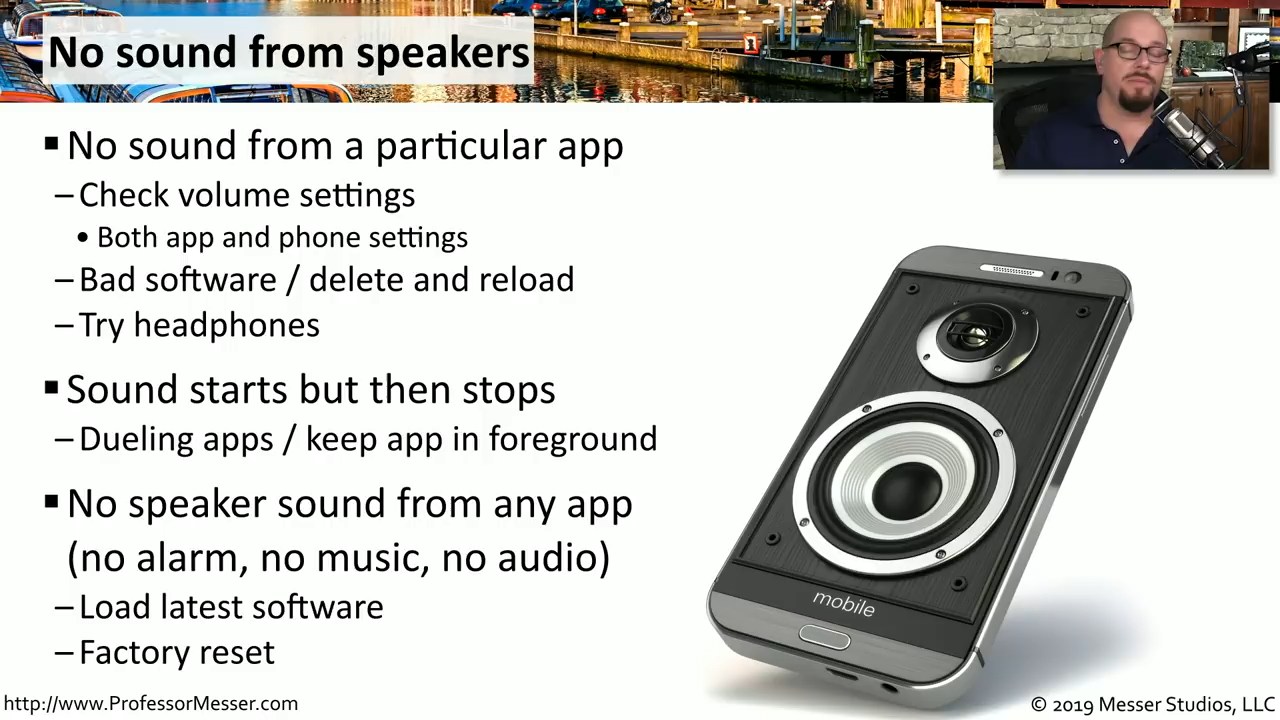 No sound from speakers
▪ No sound from a particular app
– Check volume settings
• Both app and phone settings
– Bad software / delete and reload
– Try headphones
▪ Sound starts but then stops
– Dueling apps / keep app in foreground
▪ No speaker sound from any app
(no alarm, no music, no audio)
– Load latest software
– Factory reset
mobile
http://www.ProfessorMesser.com
© 2019 Messer Studios, LLC